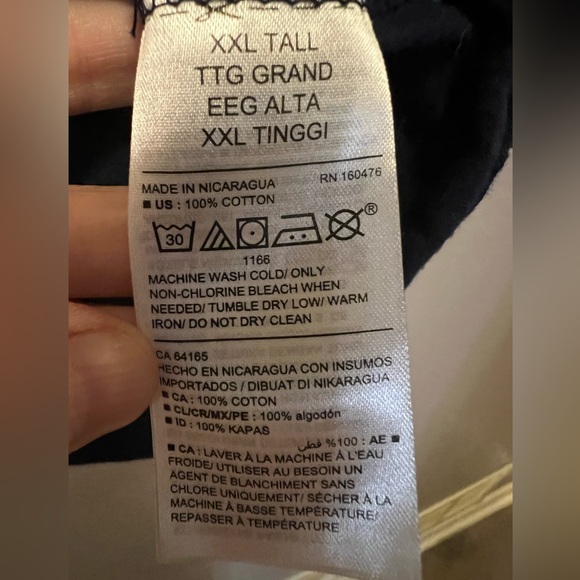 XXL TALL
TTG GRAND
EEG ALTA
XXL TINGGI
MADE IN NICARAGUA RN 160476
■ US : 100% COTTON
30 ®
1166
MACHINE WASH COLD/ ONLY
NON-CHLORINE BLEACH WHEN
NEEDED/ TUMBLE DRY LOW/ WARM
IRON/ DO NOT DRY CLEAN
CA 64165
HECHO EN NICARAGUA CON INSUMOS
IMPORTADOS / DIBUAT DI NIKARAGUA
■ CA : 100% COTTON
■ CL/CR/MX/PE : 100% algodón
■ ID : 100% KAPAS
■ AE : 100% قطن
■ CA : LAVER À LA MACHINE À L'EAU
FROIDE/ UTILISER AU BESOIN UN
AGENT DE BLANCHIMENT SANS
CHLORE UNIQUEMENT/ SÉCHER À LA
MACHINE À BASSE TEMPÉRATURE/
REPASSER À TEMPÉRATURE